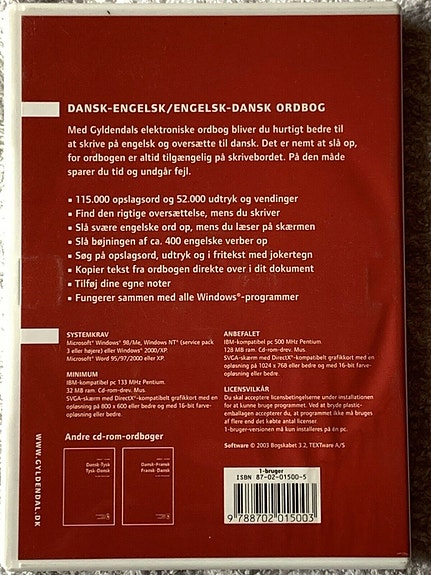 DANSK-ENGELSK/ENGELSK-DANSK ORDBOG
Med Gyldendals elektroniske ordbog bliver du hurtigt bedre til
at skrive på engelsk og oversætte til dansk. Det er nemt at slå op,
for ordbogen er altid tilgængelig på skrivebordet. På den måde
sparer du tid og undgår fejl.
▪ 115.000 opslagsord og 52.000 udtryk og vendinger
▪ Find den rigtige oversættelse, mens du skriver
▪ Slå svære engelske ord op, mens du læser på skærmen
▪ Slå bøjningen af ca. 400 engelske verber op
▪ Søg på opslagsord, udtryk og i fritekst med jokertegn
▪ Kopier tekst fra ordbogen direkte over i dit dokument
▪ Tilføj dine egne noter
▪ Fungerer sammen med alle Windows®-programmer
SYSTEMKRAV
Microsoft® Windows® 98/Me, Windows NT® (service pack
3 eller højere) eller Windows® 2000/XP.
Microsoft® Word 95/97/2000 eller XP.
MINIMUM
IBM-kompatibel pc 133 MHz Pentium.
32 MB ram. Cd-rom-drev. Mus.
SVGA-skærm med DirectX®-kompatibelt grafikkort med en
opløsning på 800 x 600 eller bedre og med 16-bit farve-
opløsning eller bedre.
ANBEFALET
IBM-kompatibel pc 500 MHz Pentium
128 MB ram. Cd-rom-drev. Mus.
SVGA-skærm med DirectX®-kompatibelt grafikkort med en
opløsning på 1024 x 768 eller bedre og med 16-bit farve-
opløsning eller bedre.
LICENSVILKÅR
Du skal acceptere licensbetingelserne under installationen
for at kunne bruge programmet. Ved at bryde plastic-
emballagen accepterer du, at programmet ikke må bruges
af flere end det købte antal licenser.
1-bruger-versionen må kun installeres på én pc.
Software © 2003 Bogskabet 3.2, TEXTware A/S
Andre cd-rom-ordbøger
Dansk-Tysk
Tysk-Dansk
Dansk-Fransk
Fransk-Dansk
WWW.GYLDENDAL.DK
1-bruger
ISBN 87-02-01500-5
9 788702 015003